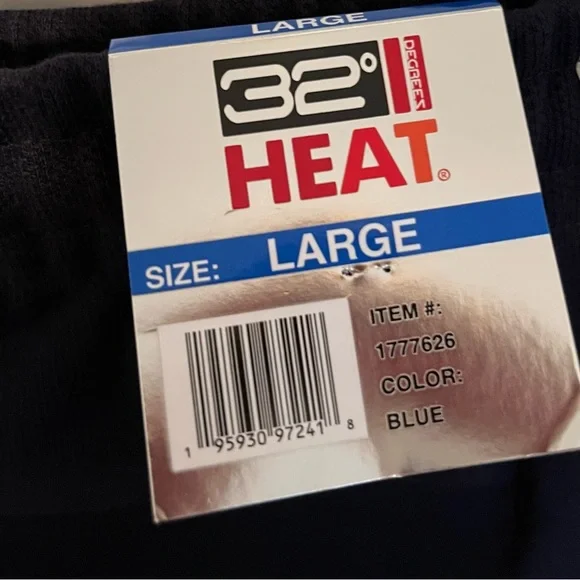 LARGE
32° DEGREES
HEAT®
SIZE: LARGE
ITEM #:
1777626
COLOR:
BLUE
1 95930 97241 8